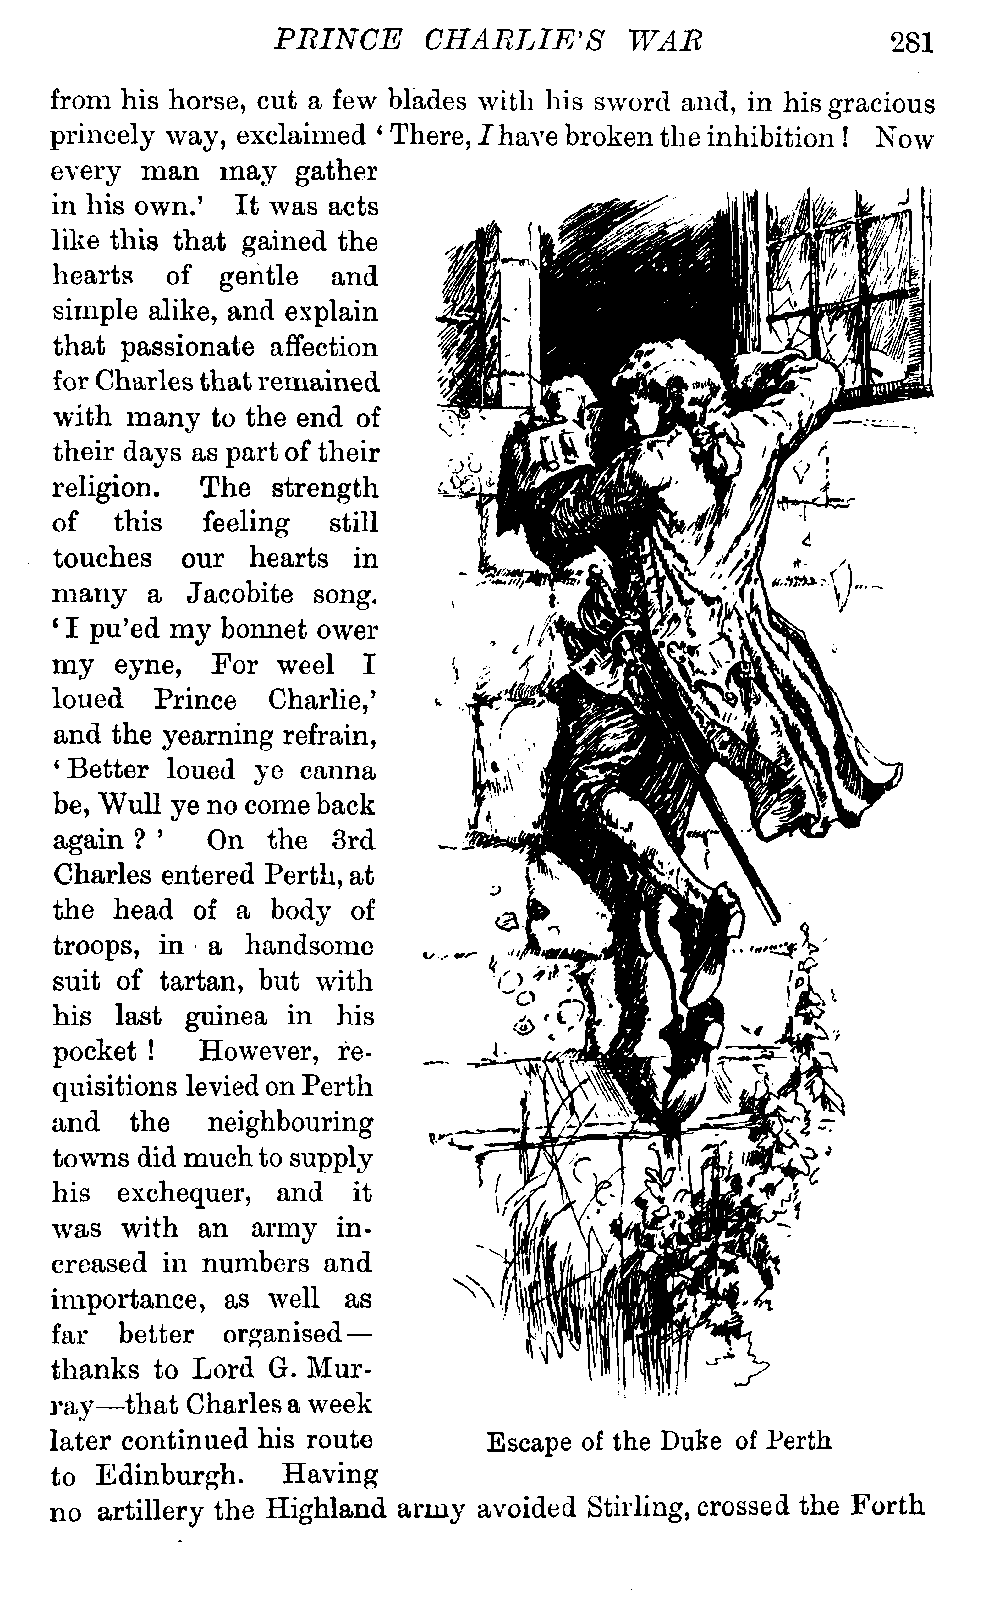 PRINCE CHARLIE'S WAR 281
from his horse, cut a few blades with his sword and, in his gracious
princely way, exclaimed ‘There, I have broken the inhibition! Now
every man may gather
in his own.’ It was acts
like this that gained the
hearts of gentle and
simple alike, and explain
that passionate affection
for Charles that remained
with many to the end of
their days as part of their
religion. The strength
of this feeling still
touches our hearts in
many a Jacobite song.
‘I pu’ed my bonnet ower
my eyne, For weel I
loued Prince Charlie,’
and the yearning refrain,
‘Better loued ye canna
be, Wull ye no come back
again?’ On the 3rd
Charles entered Perth, at
the head of a body of
troops, in a handsome
suit of tartan, but with
his last guinea in his
pocket! However, re-
quisitions levied on Perth
and the neighbouring
towns did much to supply
his exchequer, and it
was with an army in-
creased in numbers and
importance, as well as
far better organised—
thanks to Lord G. Mur-
ray—that Charles a week
later continued his route
to Edinburgh. Having
no artillery the Highland army avoided Stirling, crossed the Forth
Escape of the Duke of Perth